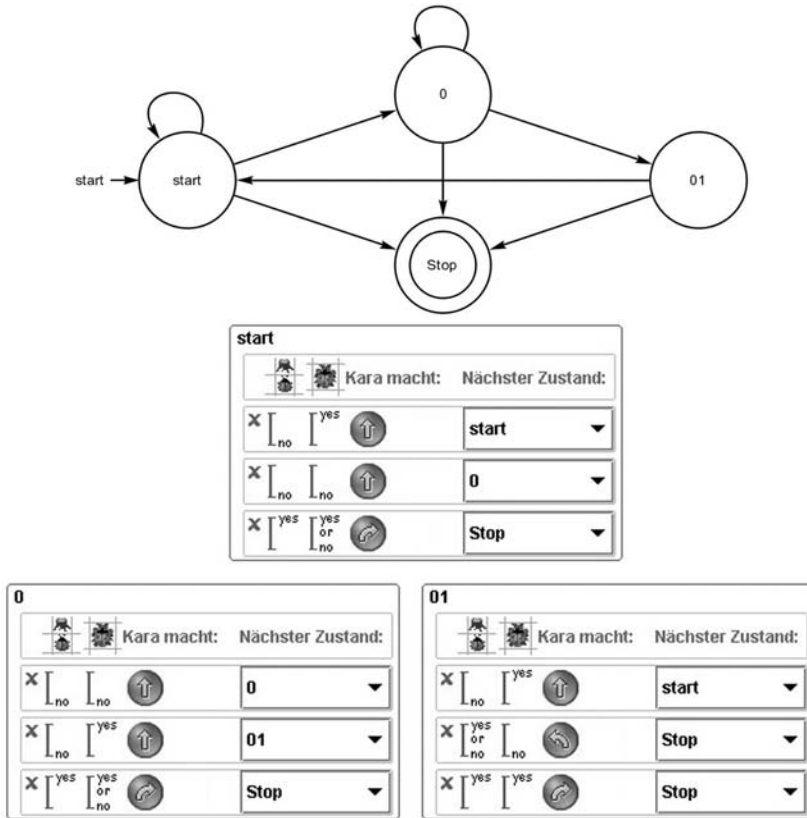 0
start
start
01
Stop
start
Kara macht: Nächster Zustand:
no yes start
no no 0
yes yes or no Stop
0
Kara macht: Nächster Zustand:
no no 0
no yes 01
yes yes or no Stop
01
Kara macht: Nächster Zustand:
no yes start
yes or no no Stop
yes yes Stop